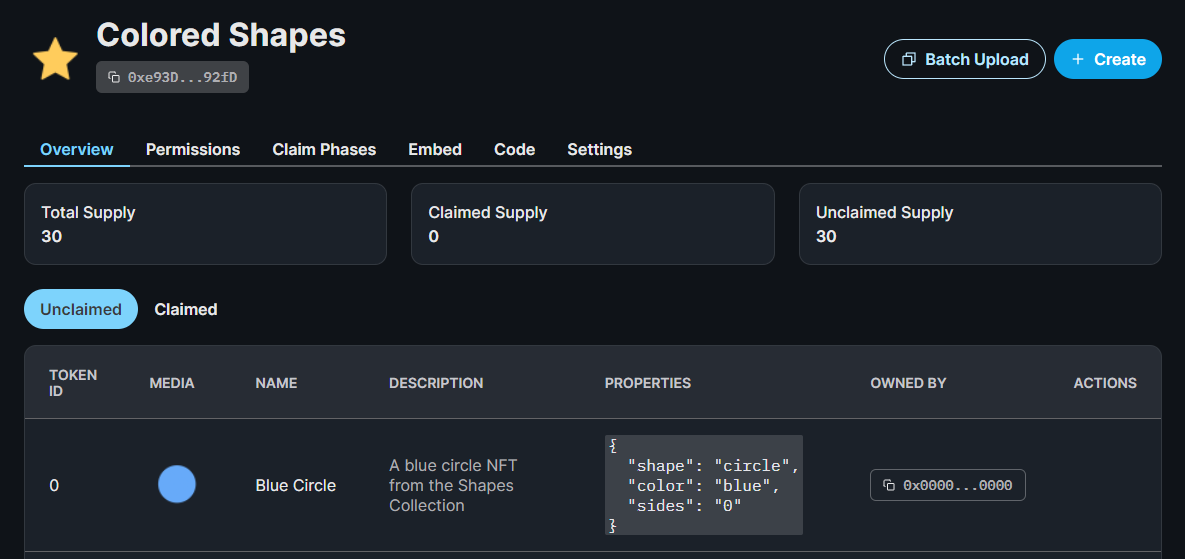 Colored Shapes
0xe93D...92fD
Batch Upload
+ Create
Overview Permissions Claim Phases Embed Code Settings
Total Supply
30
Claimed Supply
0
Unclaimed Supply
30
Unclaimed Claimed
TOKEN ID MEDIA NAME DESCRIPTION PROPERTIES OWNED BY ACTIONS
0
Blue Circle
A blue circle NFT
from the Shapes
Collection
{
"shape": "circle",
"color": "blue",
"sides": "0"
}
0x0000...0000